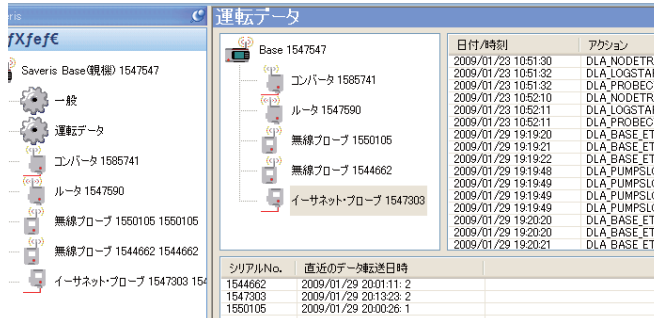 eris
運転データ
ƒXƒeƒ€
Saveris Base(親機) 1547547
一般
運転データ
コンバータ 1585741
ルータ 1547590
無線プローブ 1550105 1550105
無線プローブ 1544662 1544662
イーサネット・プローブ 1547303 154
Base 1547547
コンバータ 1585741
ルータ 1547590
無線プローブ 1550105
無線プローブ 1544662
イーサネット・プローブ 1547303
日付/時刻 アクション
2009/01/23 10:51:30 DLA_NODETR
2009/01/23 10:51:32 DLA_LOGSTA
2009/01/23 10:51:32 DLA_PROBEC
2009/01/23 10:52:10 DLA_NODETR
2009/01/23 10:52:11 DLA_LOGSTA
2009/01/23 10:52:11 DLA_PROBEC
2009/01/29 19:19:20 DLA_BASE_ET
2009/01/29 19:19:21 DLA_BASE_ET
2009/01/29 19:19:22 DLA_BASE_ET
2009/01/29 19:19:48 DLA_PUMPSL
2009/01/29 19:19:49 DLA_PUMPSL
2009/01/29 19:19:49 DLA_PUMPSL
2009/01/29 19:19:49 DLA_PUMPSL
2009/01/29 19:20:20 DLA_BASE_ET
2009/01/29 19:20:20 DLA_BASE_ET
2009/01/29 19:20:21 DLA_BASE_ET
シリアルNo. 直近のデータ転送日時
1544662 2009/01/29 20:01:11: 2
1547303 2009/01/29 20:13:23: 2
1550105 2009/01/29 20:00:26: 1